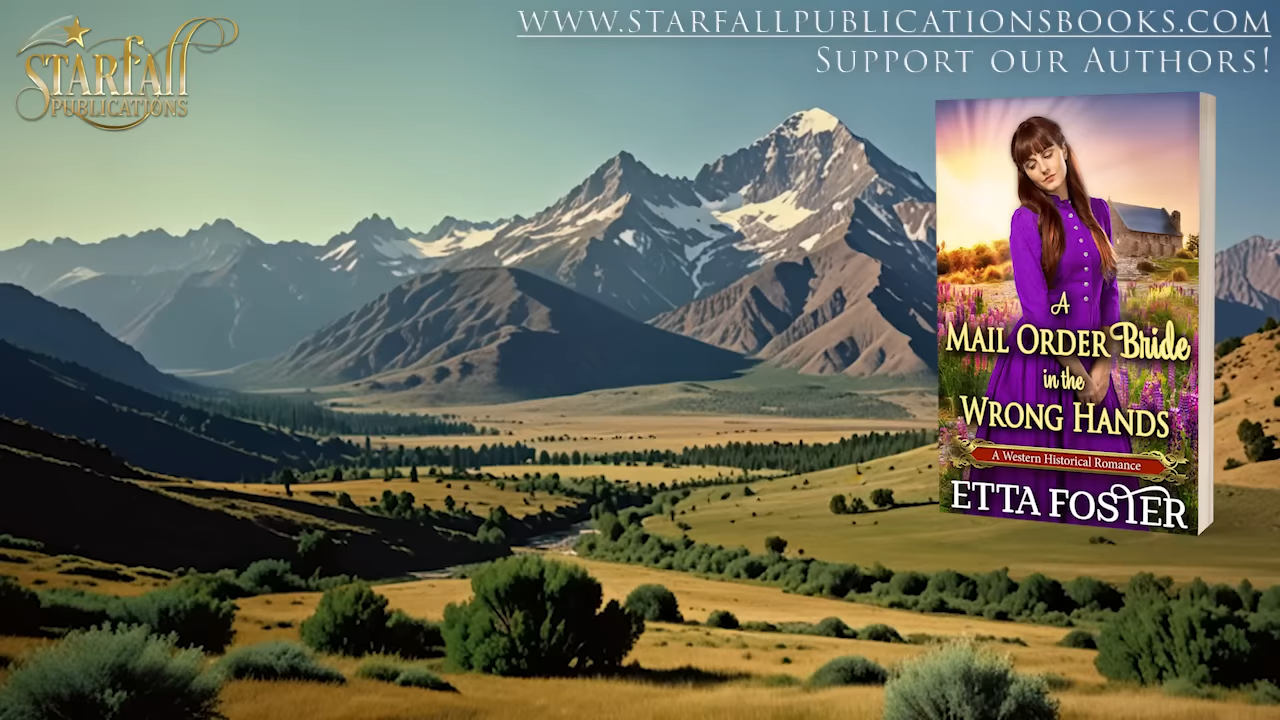 STARfall
PUBLICATIONS
WWW.STARFALLPUBLICATIONSBOOKS.COM
SUPPORT OUR AUTHORS!
A
MAIL ORDER Bride
in the
WRONG HANDS
A Western Historical Romance
ETTA FOSTER